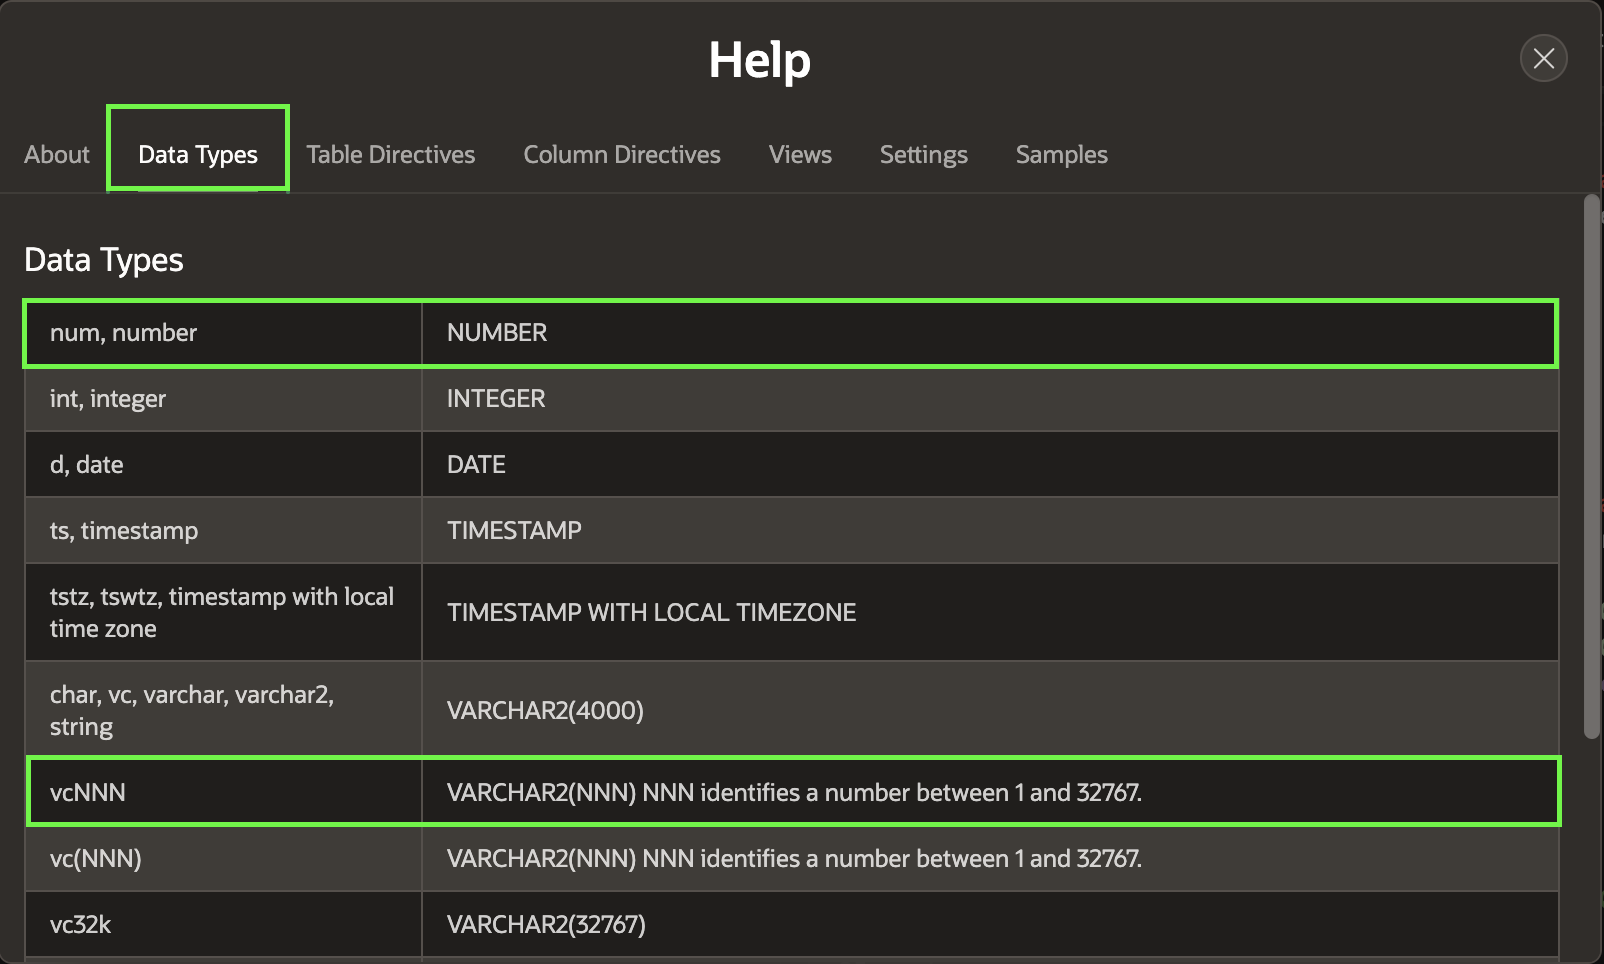 Help
About Data Types Table Directives Column Directives Views Settings Samples
Data Types
num, number NUMBER
int, integer INTEGER
d, date DATE
ts, timestamp TIMESTAMP
tstz, tswtz, timestamp with local
time zone
TIMESTAMP WITH LOCAL TIMEZONE
char, vc, varchar, varchar2,
string
VARCHAR2(4000)
vcNNN VARCHAR2(NNN) NNN identifies a number between 1 and 32767.
vc(NNN) VARCHAR2(NNN) NNN identifies a number between 1 and 32767.
vc32k VARCHAR2(32767)